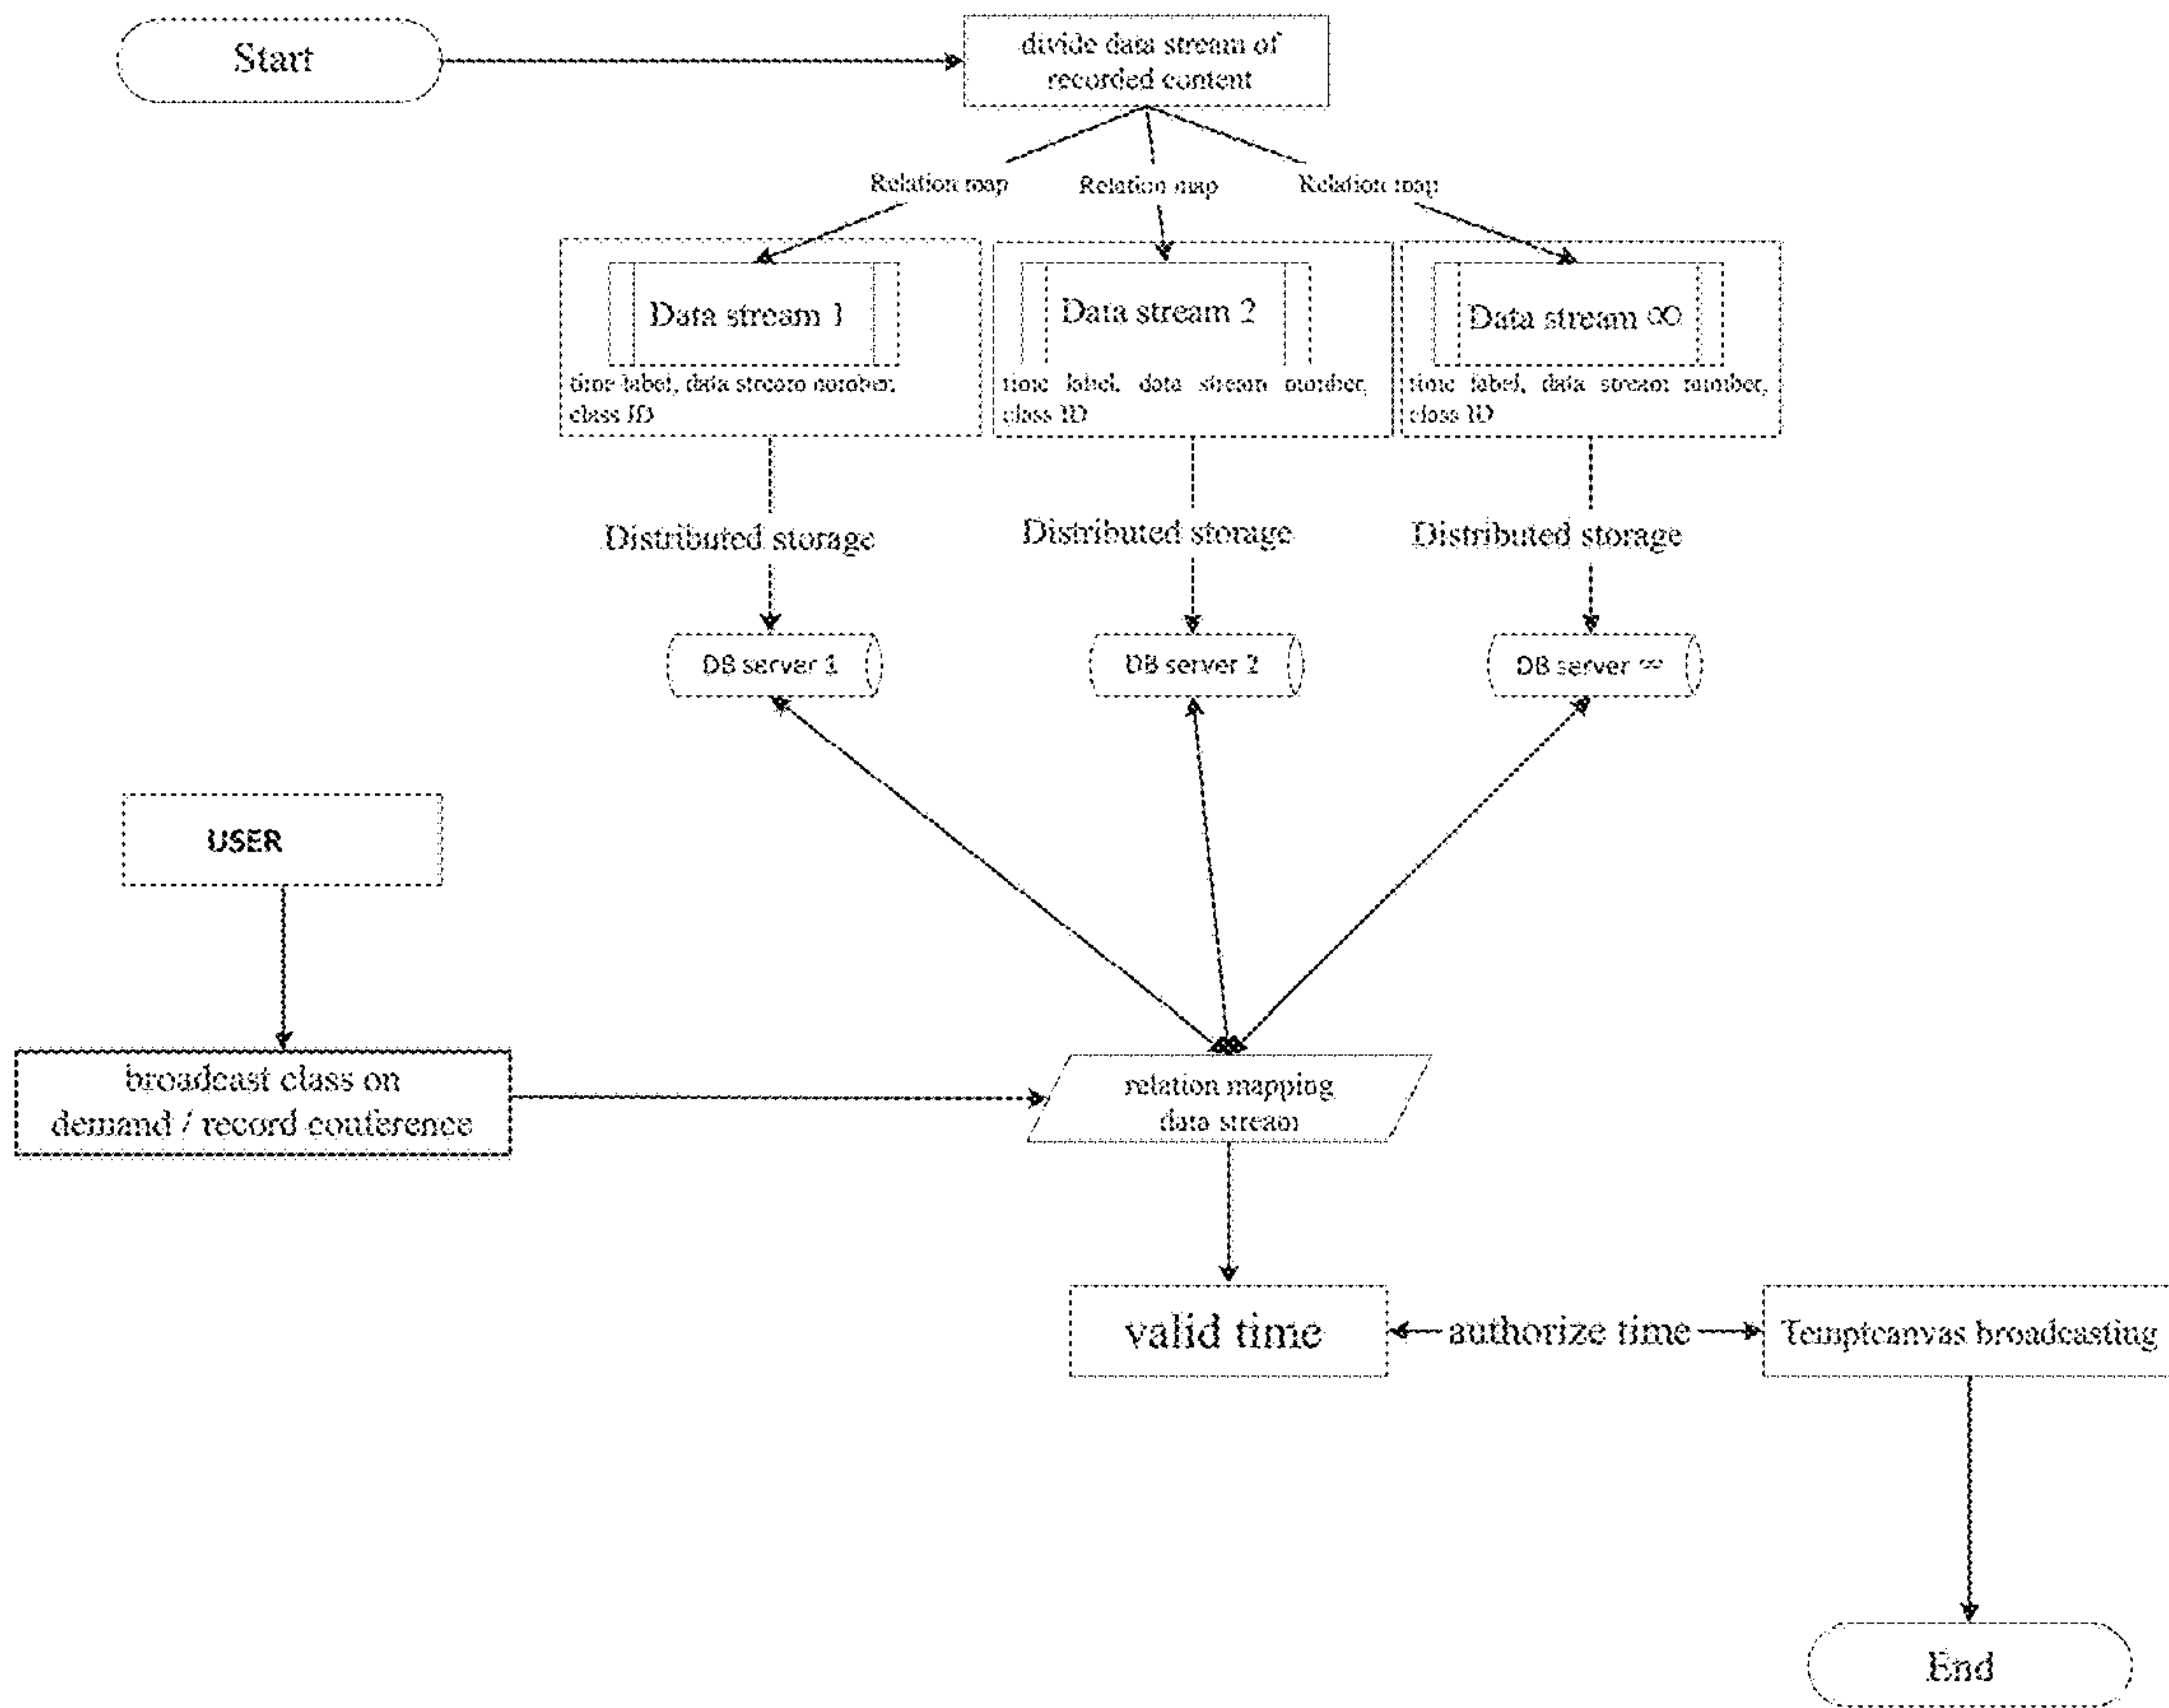 Start
divide data stream of
recorded content
Relation map
Relation map
Relation map
Data stream 1
Data stream 2
Data stream ∞
time label, data stream number,
class ID
time label, data stream number,
class ID
time label, data stream number,
class ID
Distributed storage
Distributed storage
Distributed storage
DB server 1
DB server 2
DB server ∞
USER
broadcast class on
demand / record conference
relation mapping
data stream
valid time
authorize time
Temptcanvas broadcasting
End